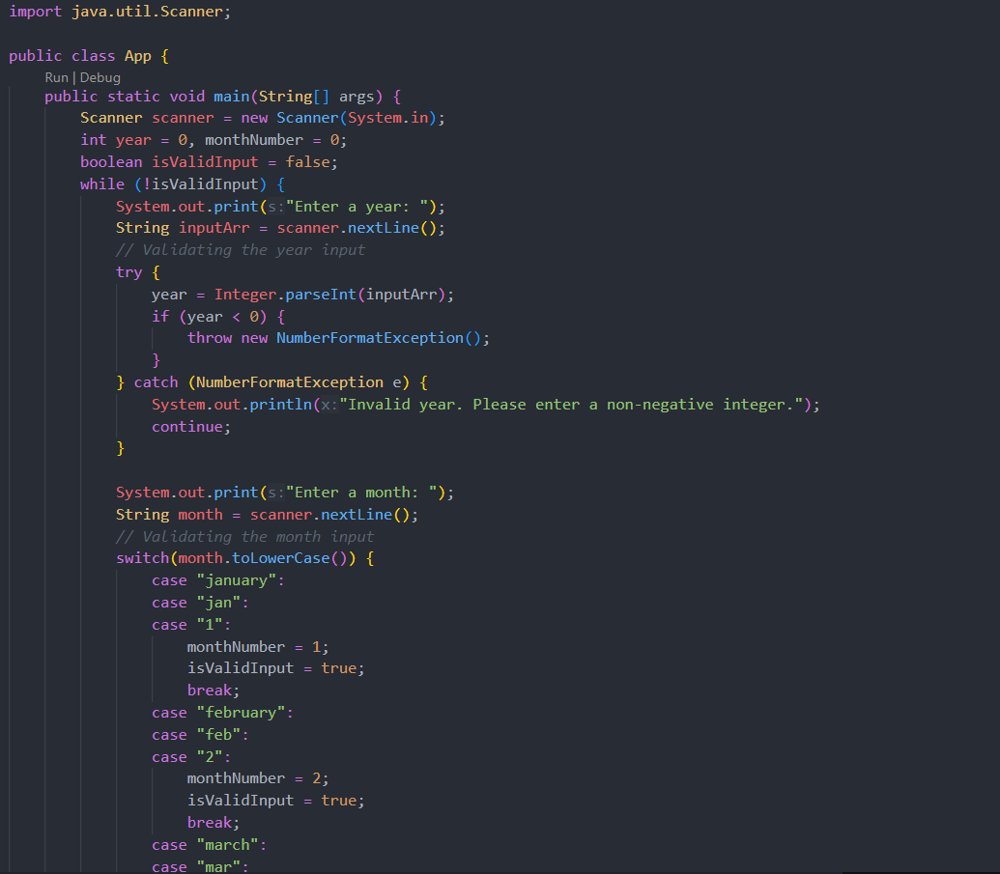 import java.util.Scanner;
public class App {
Run | Debug
public static void main(String[] args) {
Scanner scanner = new Scanner(System.in);
int year = 0, monthNumber = 0;
boolean isValidInput = false;
while (!isValidInput) {
System.out.print(s:"Enter a year: ");
String inputArr = scanner.nextLine();
// Validating the year input
try {
year = Integer.parseInt(inputArr);
if (year < 0) {
throw new NumberFormatException();
}
} catch (NumberFormatException e) {
System.out.println(x:"Invalid year. Please enter a non-negative integer.");
continue;
}
System.out.print(s:"Enter a month: ");
String month = scanner.nextLine();
// Validating the month input
switch(month.toLowerCase()) {
case "january":
case "jan":
case "1":
monthNumber = 1;
isValidInput = true;
break;
case "february":
case "feb":
case "2":
monthNumber = 2;
isValidInput = true;
break;
case "march":
case "mar":